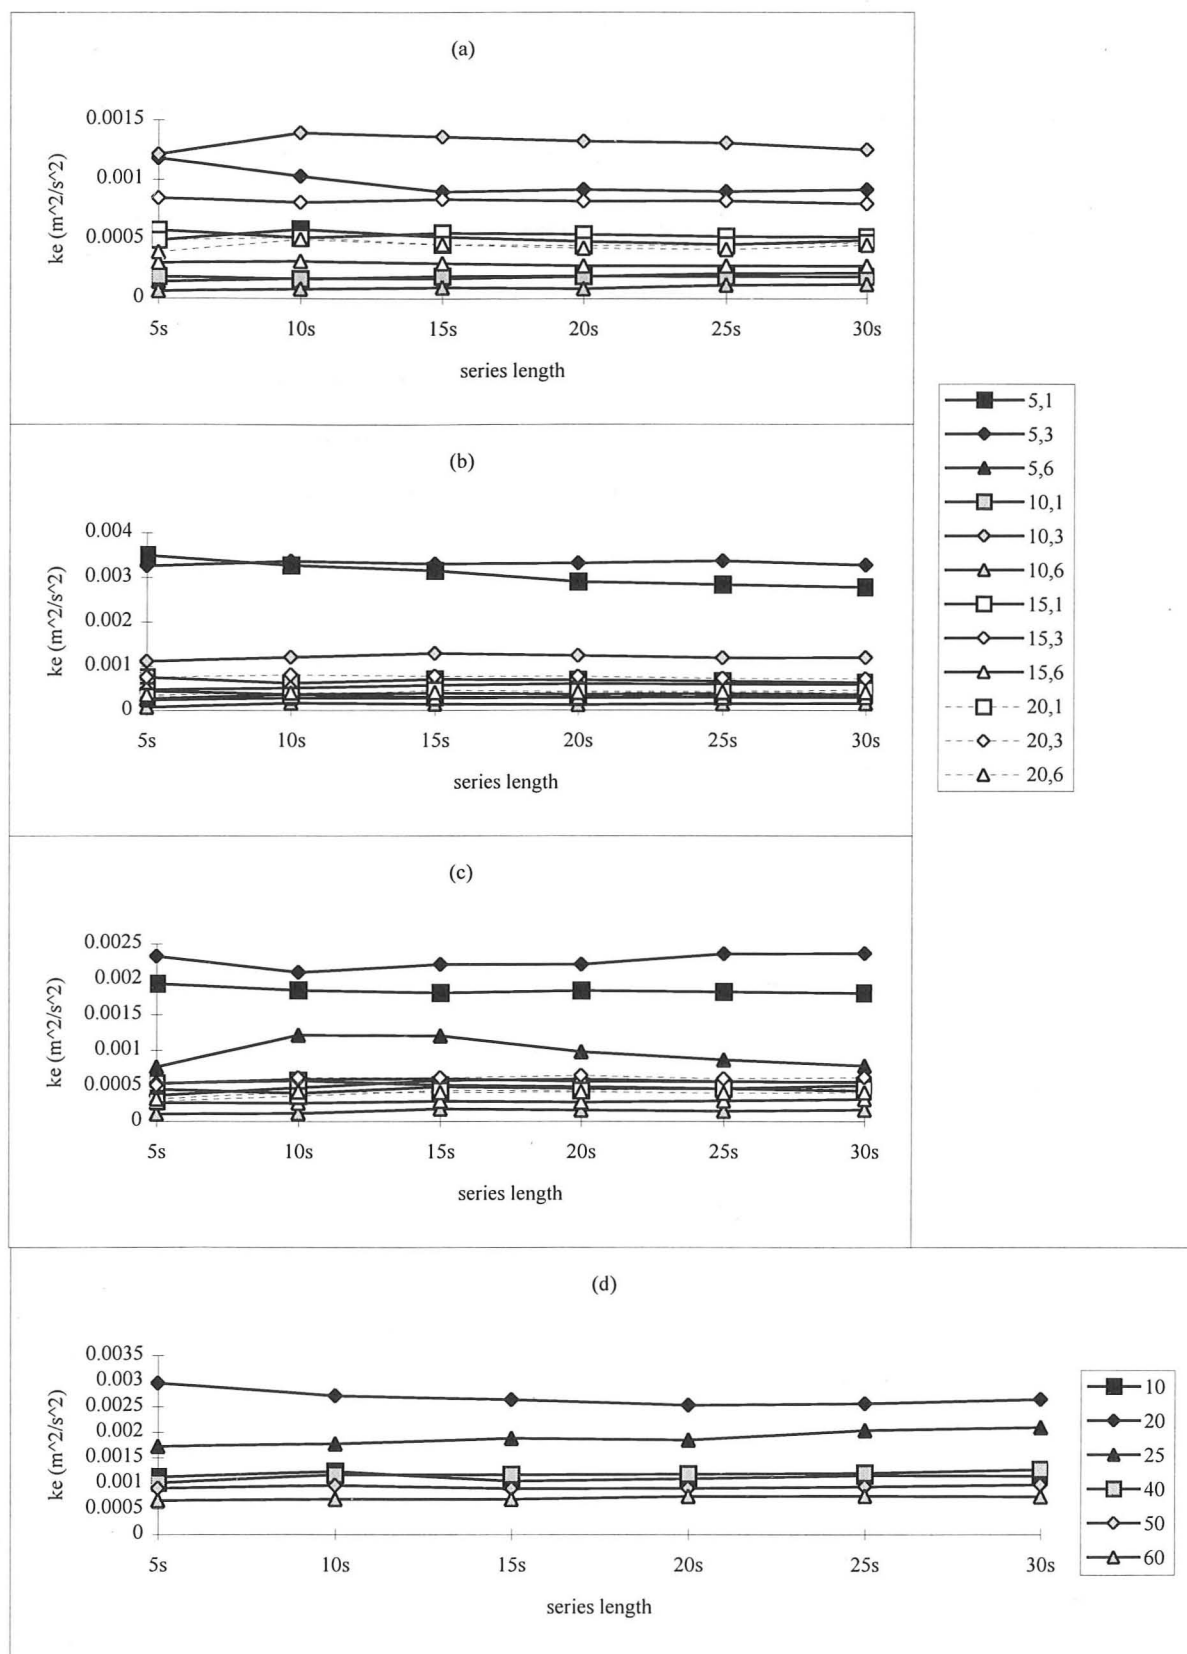 (a)
ke (m^2/s^2)
0.0015
0.001
0.0005
0
5s 10s 15s 20s 25s 30s
series length
(b)
ke (m^2/s^2)
0.004
0.003
0.002
0.001
0
5s 10s 15s 20s 25s 30s
series length
5,1
5,3
5,6
10,1
10,3
10,6
15,1
15,3
15,6
20,1
20,3
20,6
(c)
ke (m^2/s^2)
0.0025
0.002
0.0015
0.001
0.0005
0
5s 10s 15s 20s 25s 30s
series length
(d)
ke (m^2/s^2)
0.0035
0.003
0.0025
0.002
0.0015
0.001
0.0005
0
5s 10s 15s 20s 25s 30s
series length
10
20
25
40
50
60